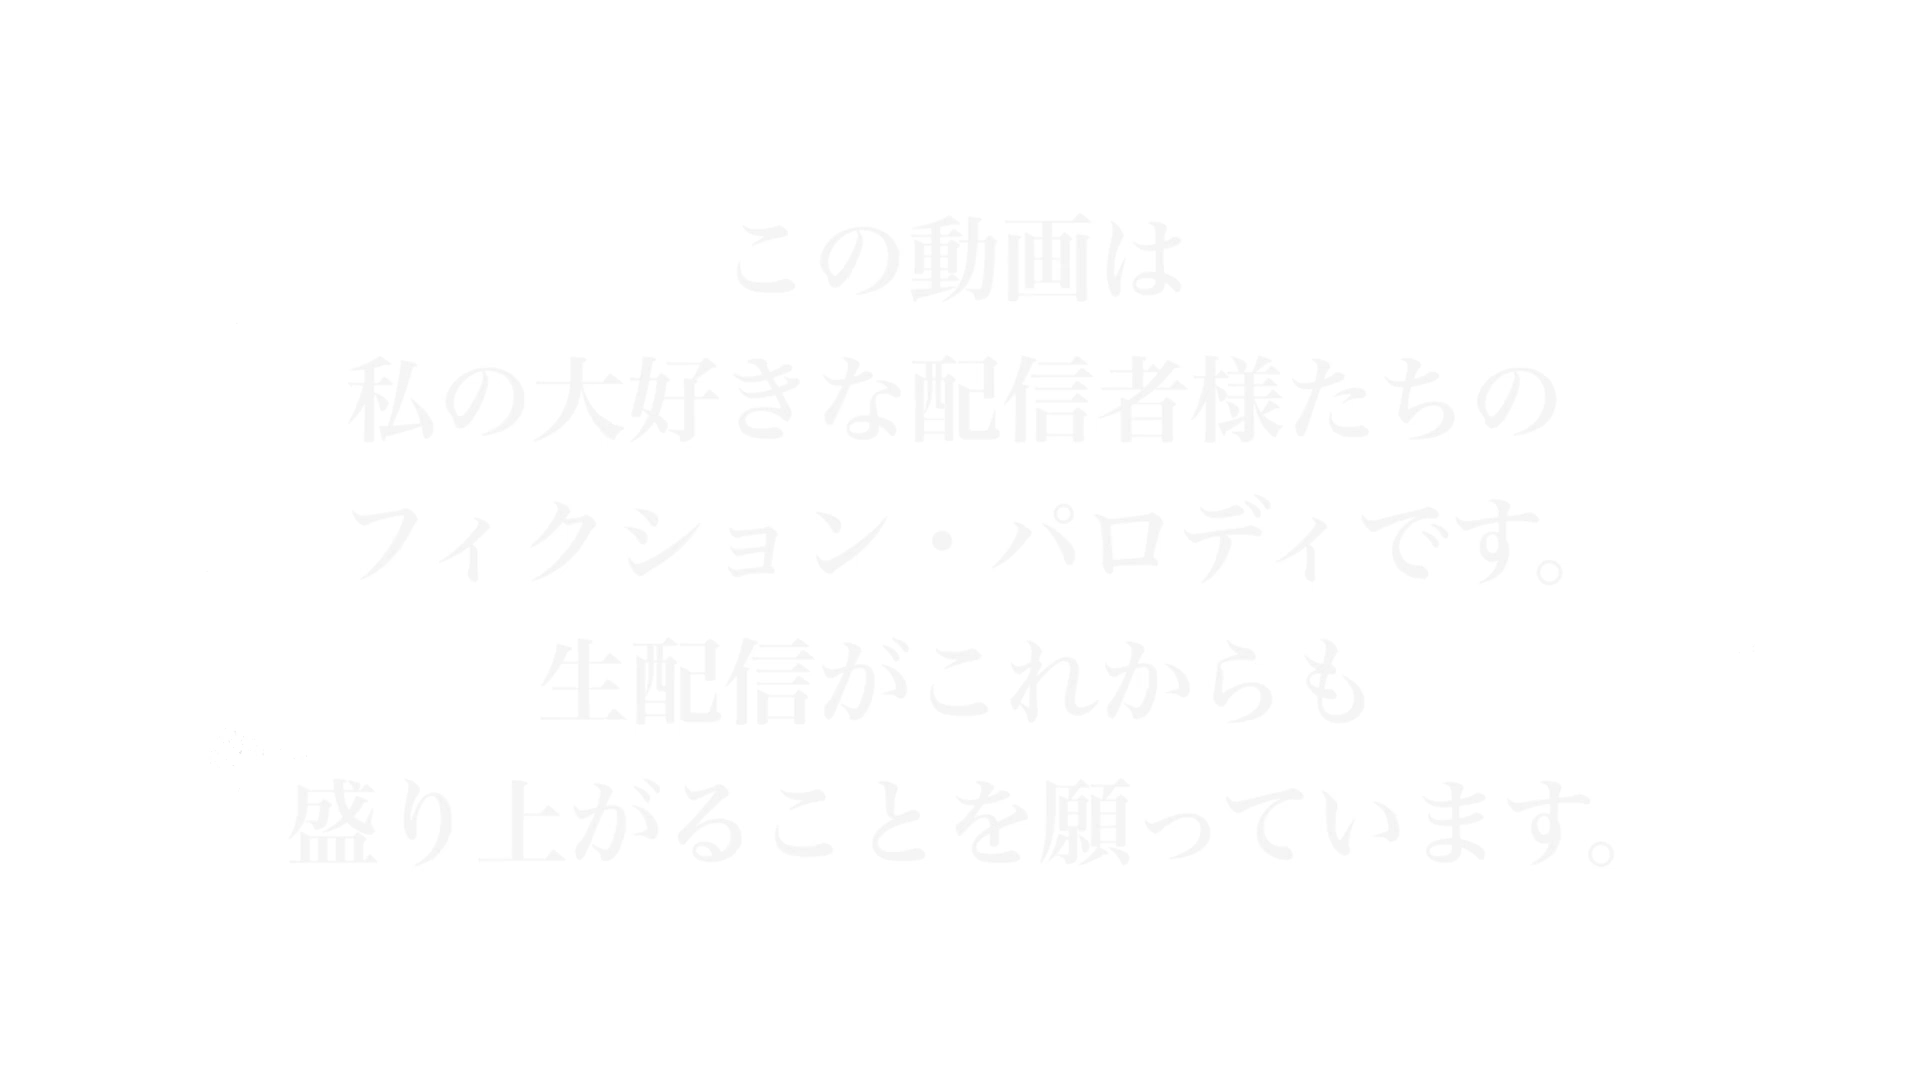 この動画は
私の大好きな配信者様たちの
フィクション・パロディです。
生配信がこれからも
盛り上がることを願っています。